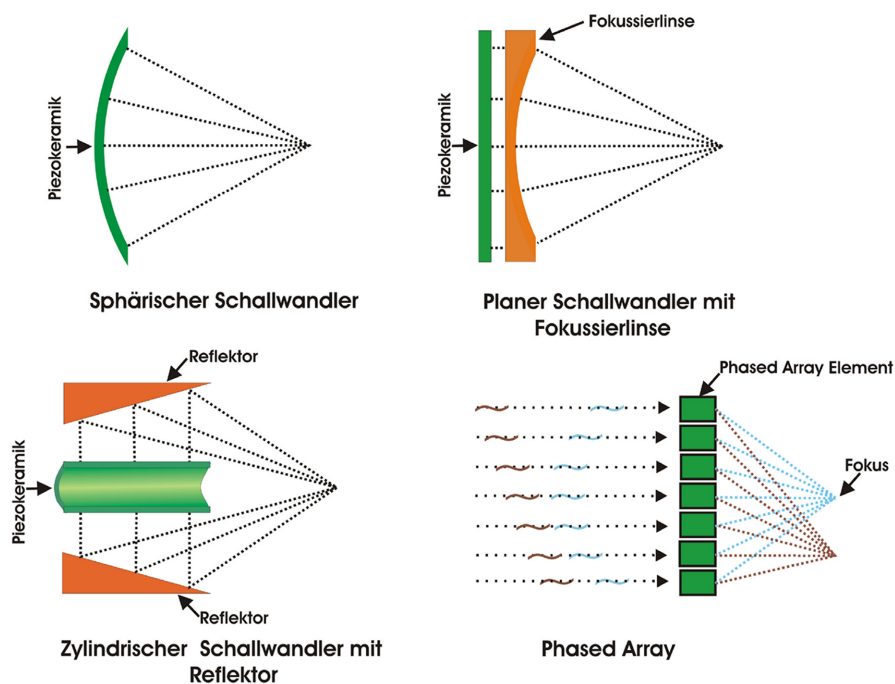 Piezokeramik
Sphärischer Schallwandler
Fokussierlinse
Piezokeramik
Planer Schallwandler mit
Fokussierlinse
Reflektor
Piezokeramik
Reflektor
Zylindrischer Schallwandler mit
Reflektor
Phased Array Element
Fokus
Phased Array